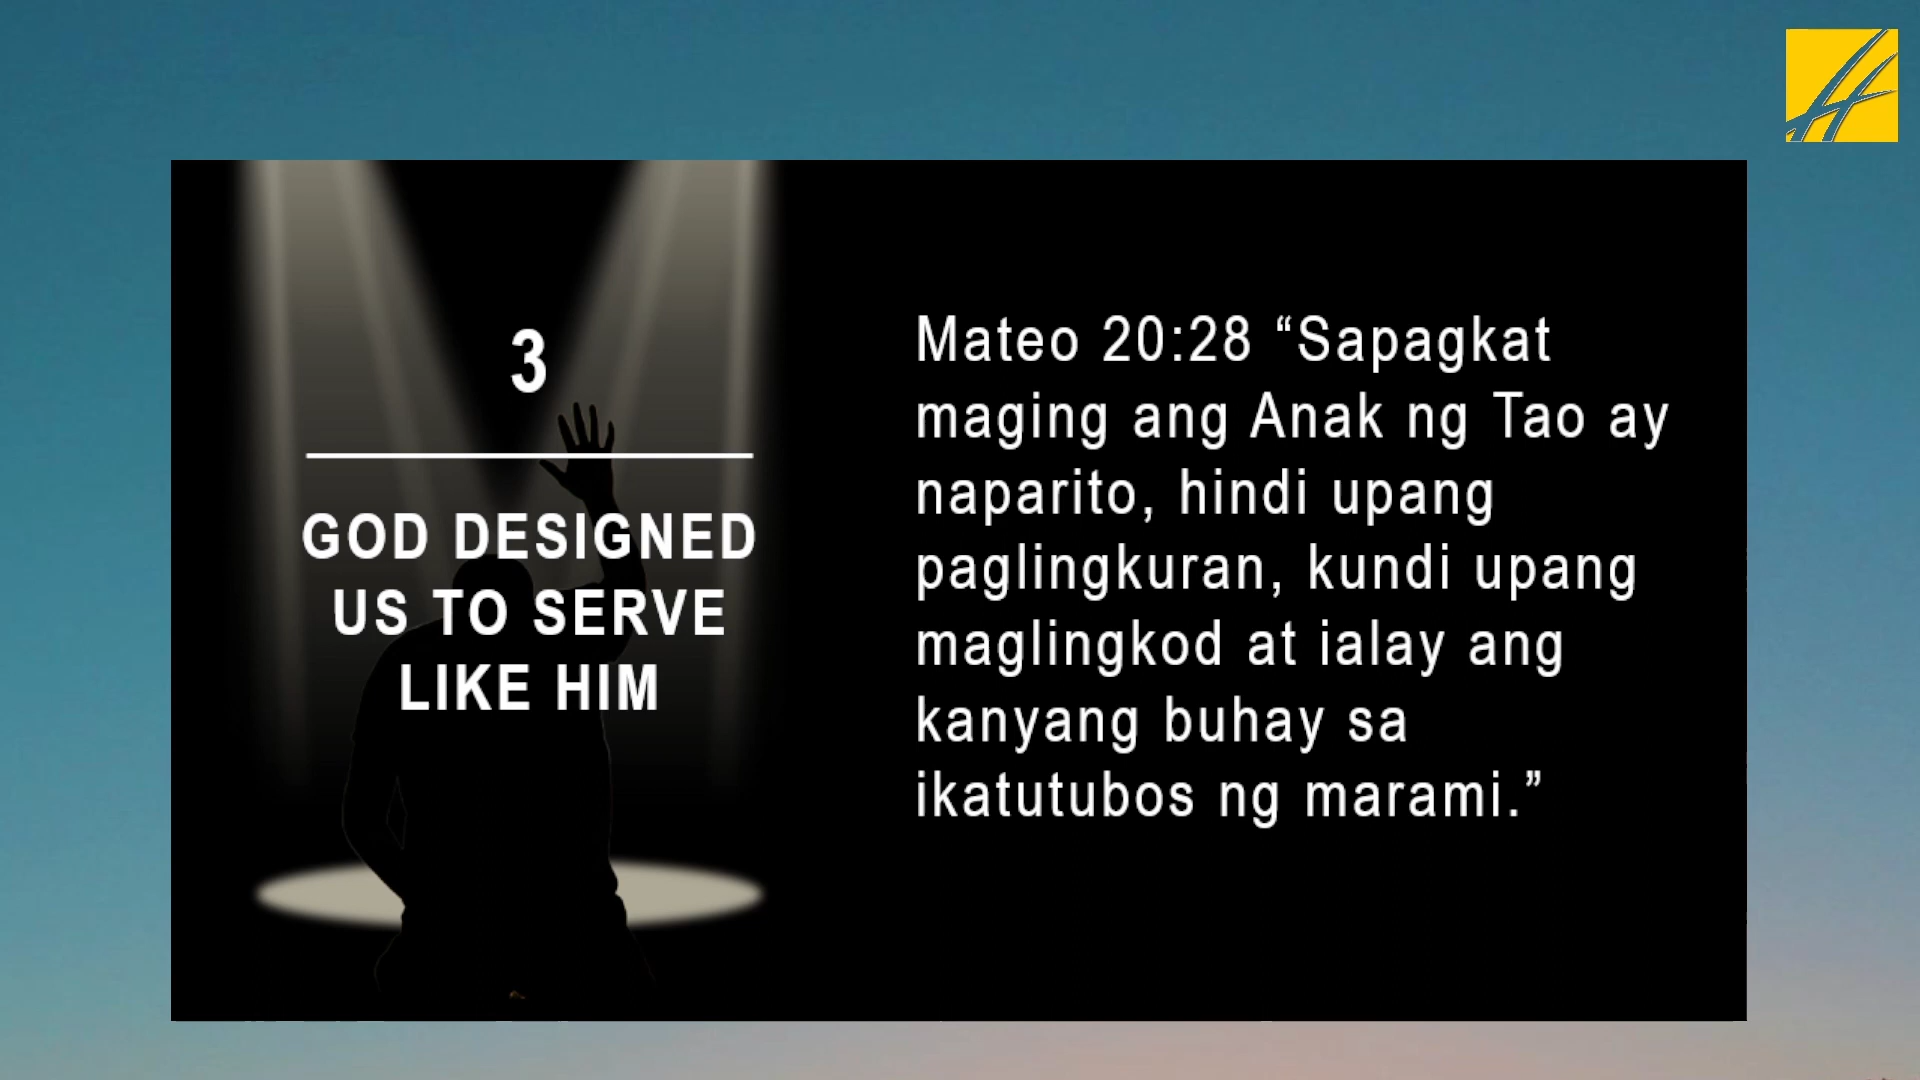 3
GOD DESIGNED
US TO SERVE
LIKE HIM
Mateo 20:28 “Sapagkat
maging ang Anak ng Tao ay
naparito, hindi upang
paglingkuran, kundi upang
maglingkod at ialay ang
kanyang buhay sa
ikatutubos ng marami.”